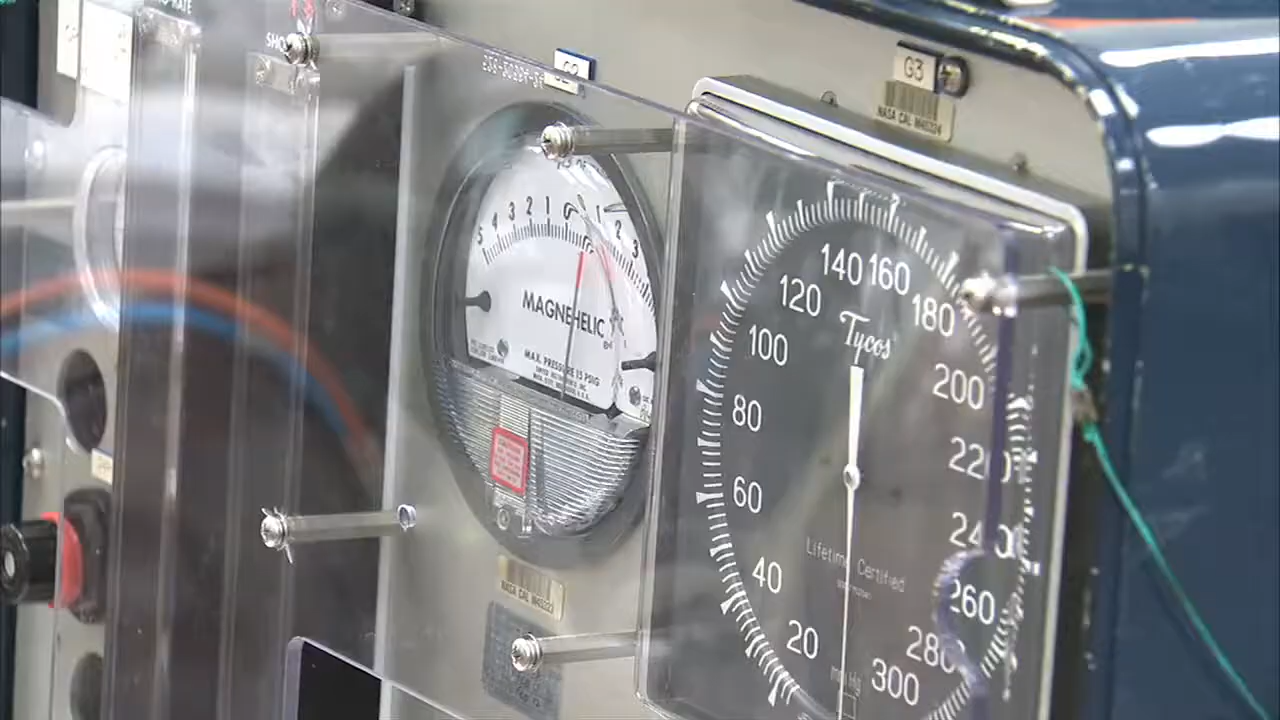 RATE
G3
NASA CAL
5 4 3 2 1 0 1 2 3
MAGNEHELIC
MAX. PRESSURE 15 PSIG
NASA CAL
Tycos
140 160
120
180
100
200
80
220
60
240
Lifetime Certified
40
260
20
280
mm Hg
300